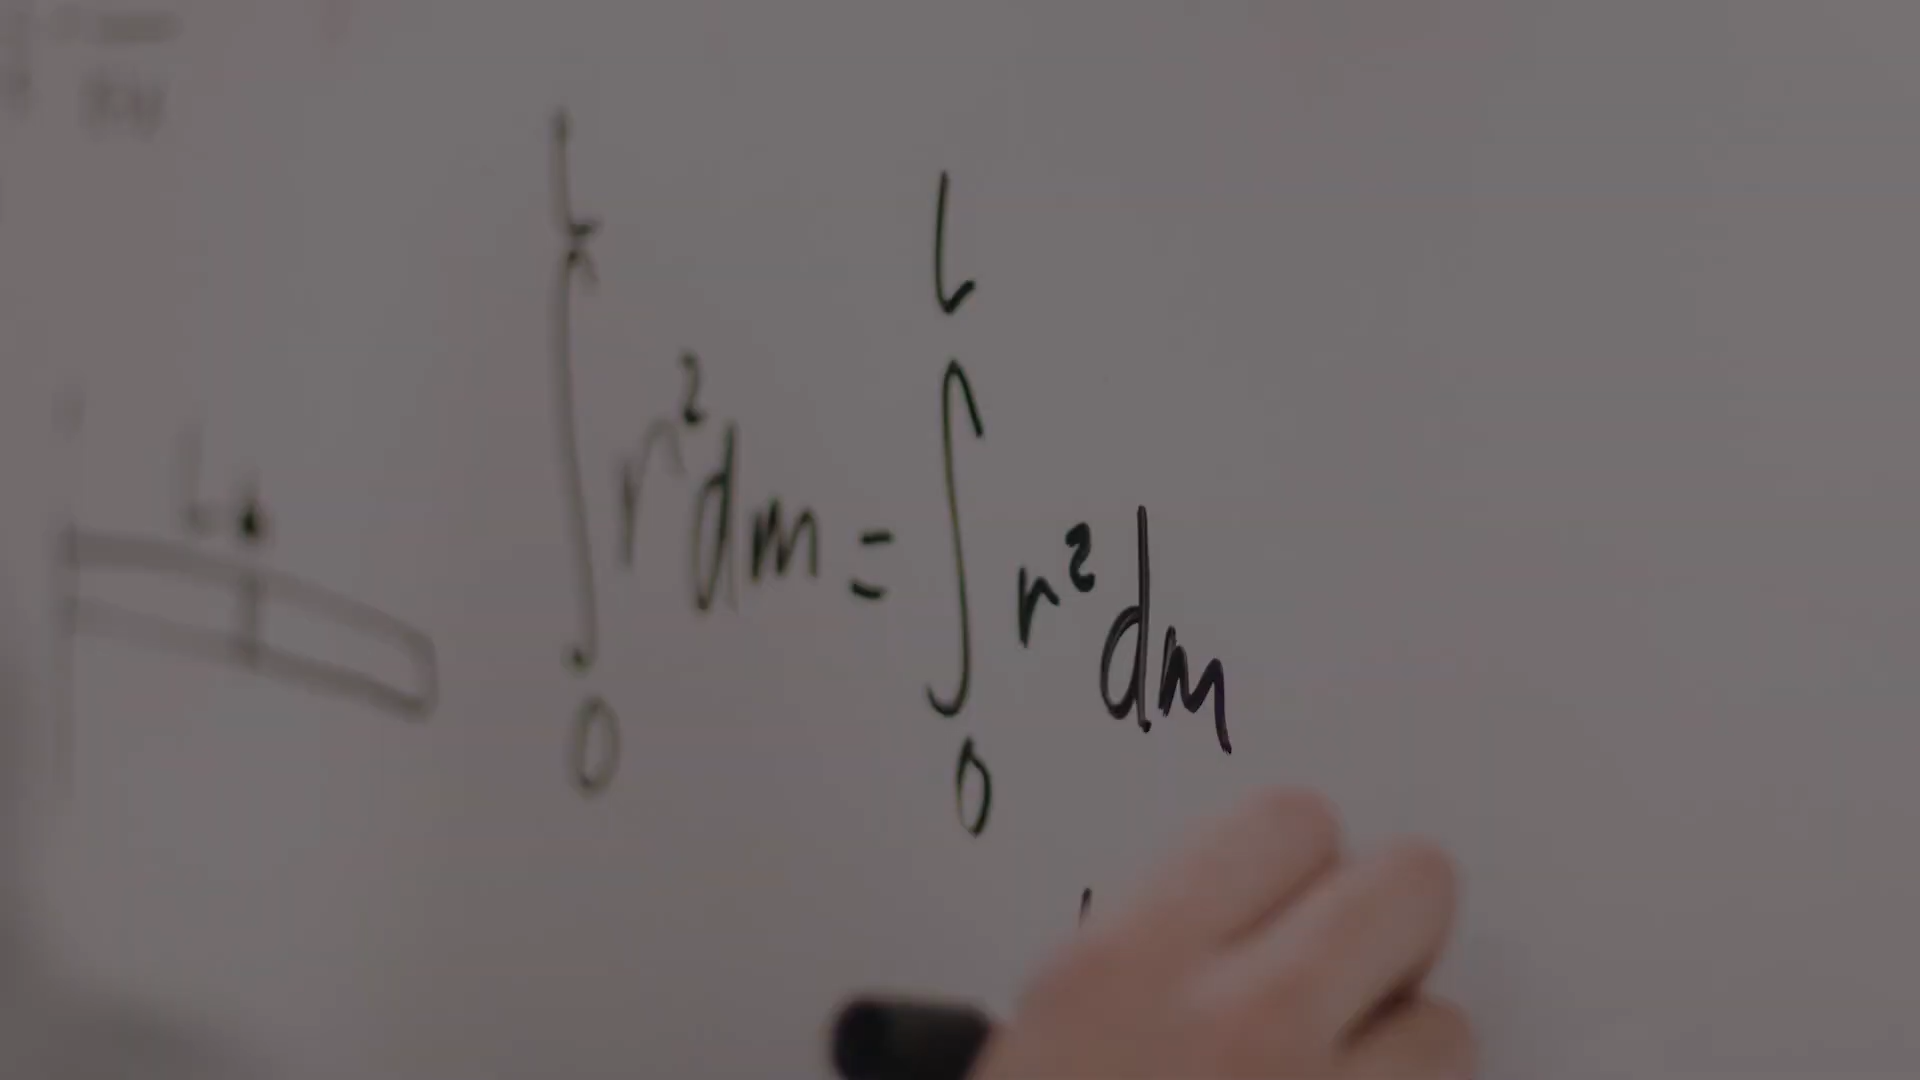 ∫₀ᴸ r²dm = ∫₀ᴸ r²dm